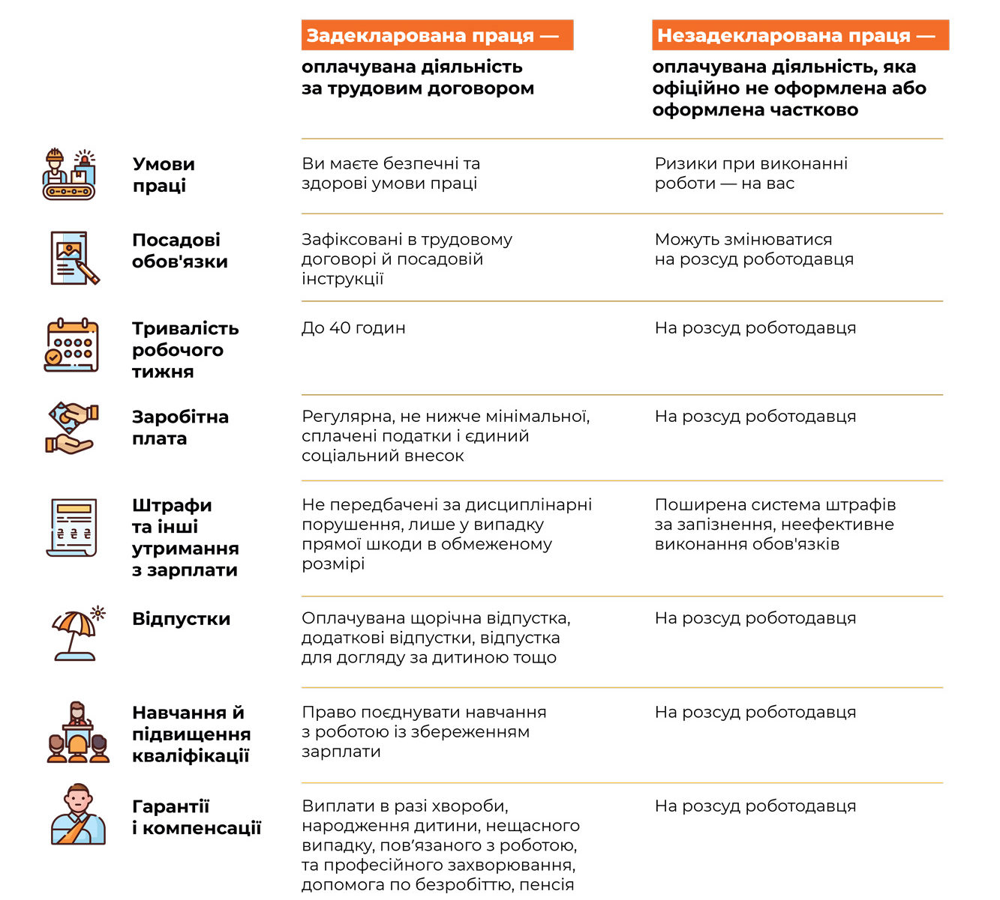 Задекларована праця —
оплачувана діяльність
за трудовим договором
Незадекларована праця —
оплачувана діяльність, яка
офіційно не оформлена або
оформлена частково
Умови
праці
Ви маєте безпечні та
здорові умови праці
Ризики при виконанні
роботи — на вас
Посадові
обов'язки
Зафіксовані в трудовому
договорі й посадовій
інструкції
Можуть змінюватися
на розсуд роботодавця
Тривалість
робочого
тижня
До 40 годин
На розсуд роботодавця
Заробітна
плата
Регулярна, не нижче мінімальної,
сплачені податки і єдиний
соціальний внесок
На розсуд роботодавця
₴ ₴ ₴
Штрафи
та інші
утримання
з зарплати
Не передбачені за дисциплінарні
порушення, лише у випадку
прямої шкоди в обмеженому
розмірі
Поширена система штрафів
за запізнення, неефективне
виконання обов'язків
Відпустки
Оплачувана щорічна відпустка,
додаткові відпустки, відпустка
для догляду за дитиною тощо
На розсуд роботодавця
Навчання й
підвищення
кваліфікації
Право поєднувати навчання
з роботою із збереженням
зарплати
На розсуд роботодавця
Гарантії
і компенсації
Виплати в разі хвороби,
народження дитини, нещасного
випадку, пов’язаного з роботою,
та професійного захворювання,
допомога по безробіттю, пенсія
На розсуд роботодавця